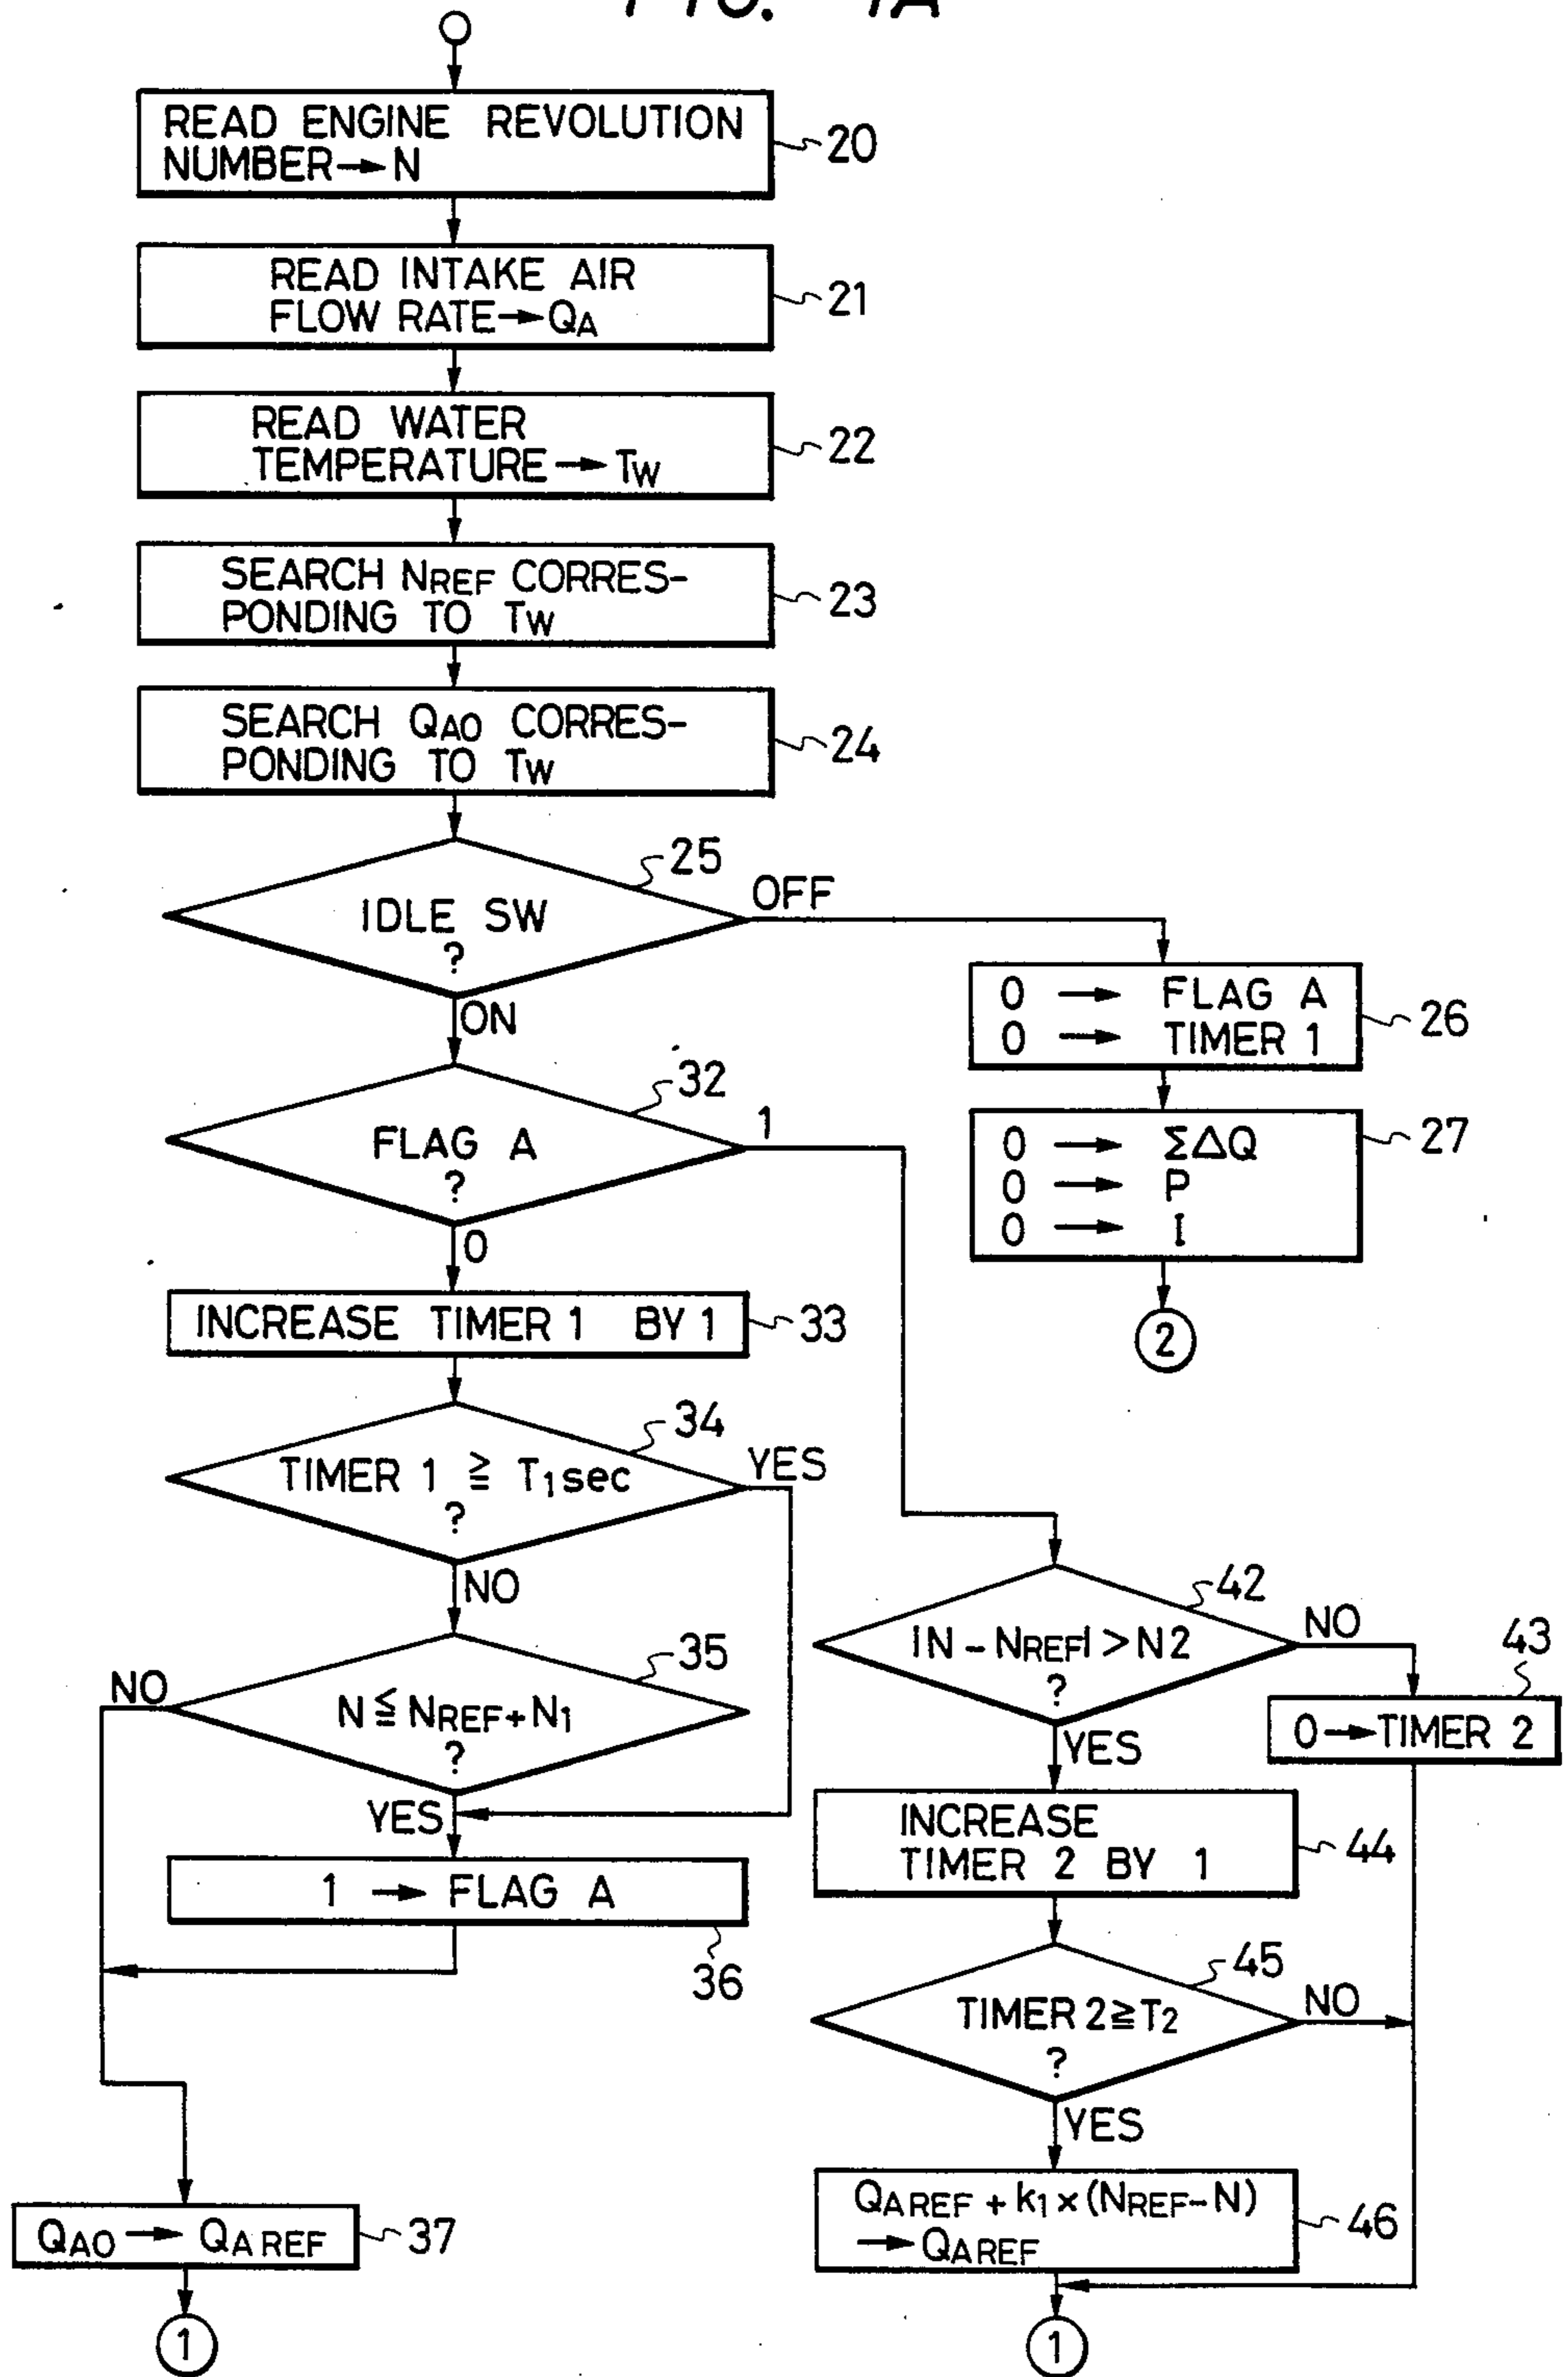 FIG. 4A
READ ENGINE REVOLUTION
NUMBER→N
20
READ INTAKE AIR
FLOW RATE→QA
21
READ WATER
TEMPERATURE→TW
22
SEARCH NREF CORRES-
PONDING TO TW
23
SEARCH QAO CORRES-
PONDING TO TW
24
25
IDLE SW
?
OFF
ON
0 → FLAG A
0 → TIMER 1
26
0 → ΣΔQ
0 → P
0 → I
27
2
32
FLAG A
?
1
0
INCREASE TIMER 1 BY 1
33
34
TIMER 1 ≧ T1sec
?
YES
NO
35
N≦NREF+N1
?
NO
YES
1 → FLAG A
36
QAO → QAREF
37
1
42
|N-NREF|>N2
?
NO
YES
43
0→TIMER 2
INCREASE
TIMER 2 BY 1
44
45
TIMER 2≧T2
?
NO
YES
QAREF + k1×(NREF-N)
→QAREF
46
1